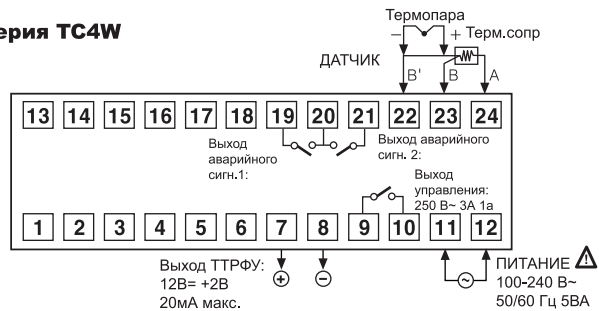 ерия TC4W
Термопара
− + Терм.сопр
ДАТЧИК
B' B A
13 14 15 16 17 18 19 20 21 22 23 24
Выход
аварийного
сигн.1:
Выход аварийного
сигн. 2:
Выход
управления:
250 В~ 3А 1а
1 2 3 4 5 6 7 8 9 10 11 12
Выход ТТРФУ:
12В= +2В
20мА макс.
+ −
~
ПИТАНИЕ
100-240 В~
50/60 Гц 5ВА